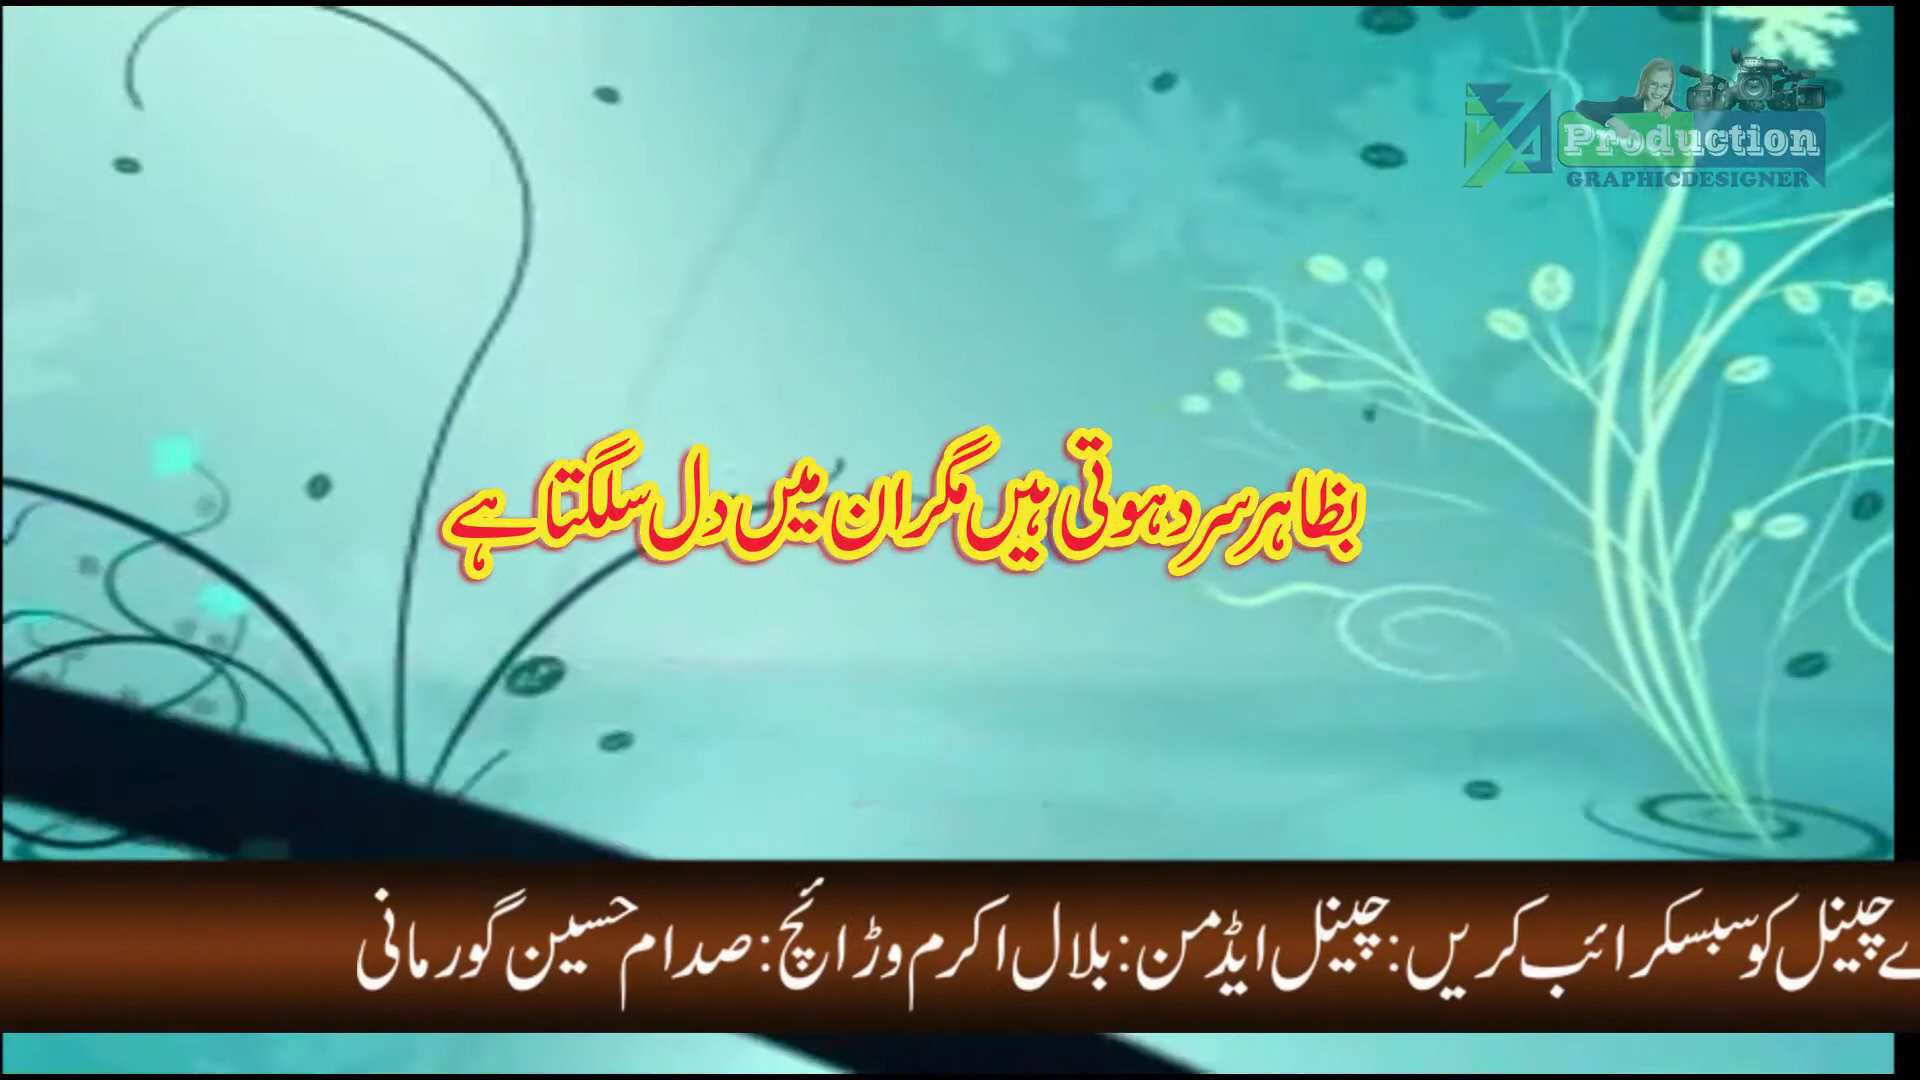 Production
GRAPHICDESIGNER
بظاہر سرد ہوتی ہیں مگر ان میں دل سلگتا ہے
ے چینل کو سبسکرائب کریں: چینل ایڈمن: بلال اکرم وڑائچ: صدام حسین گورمانی